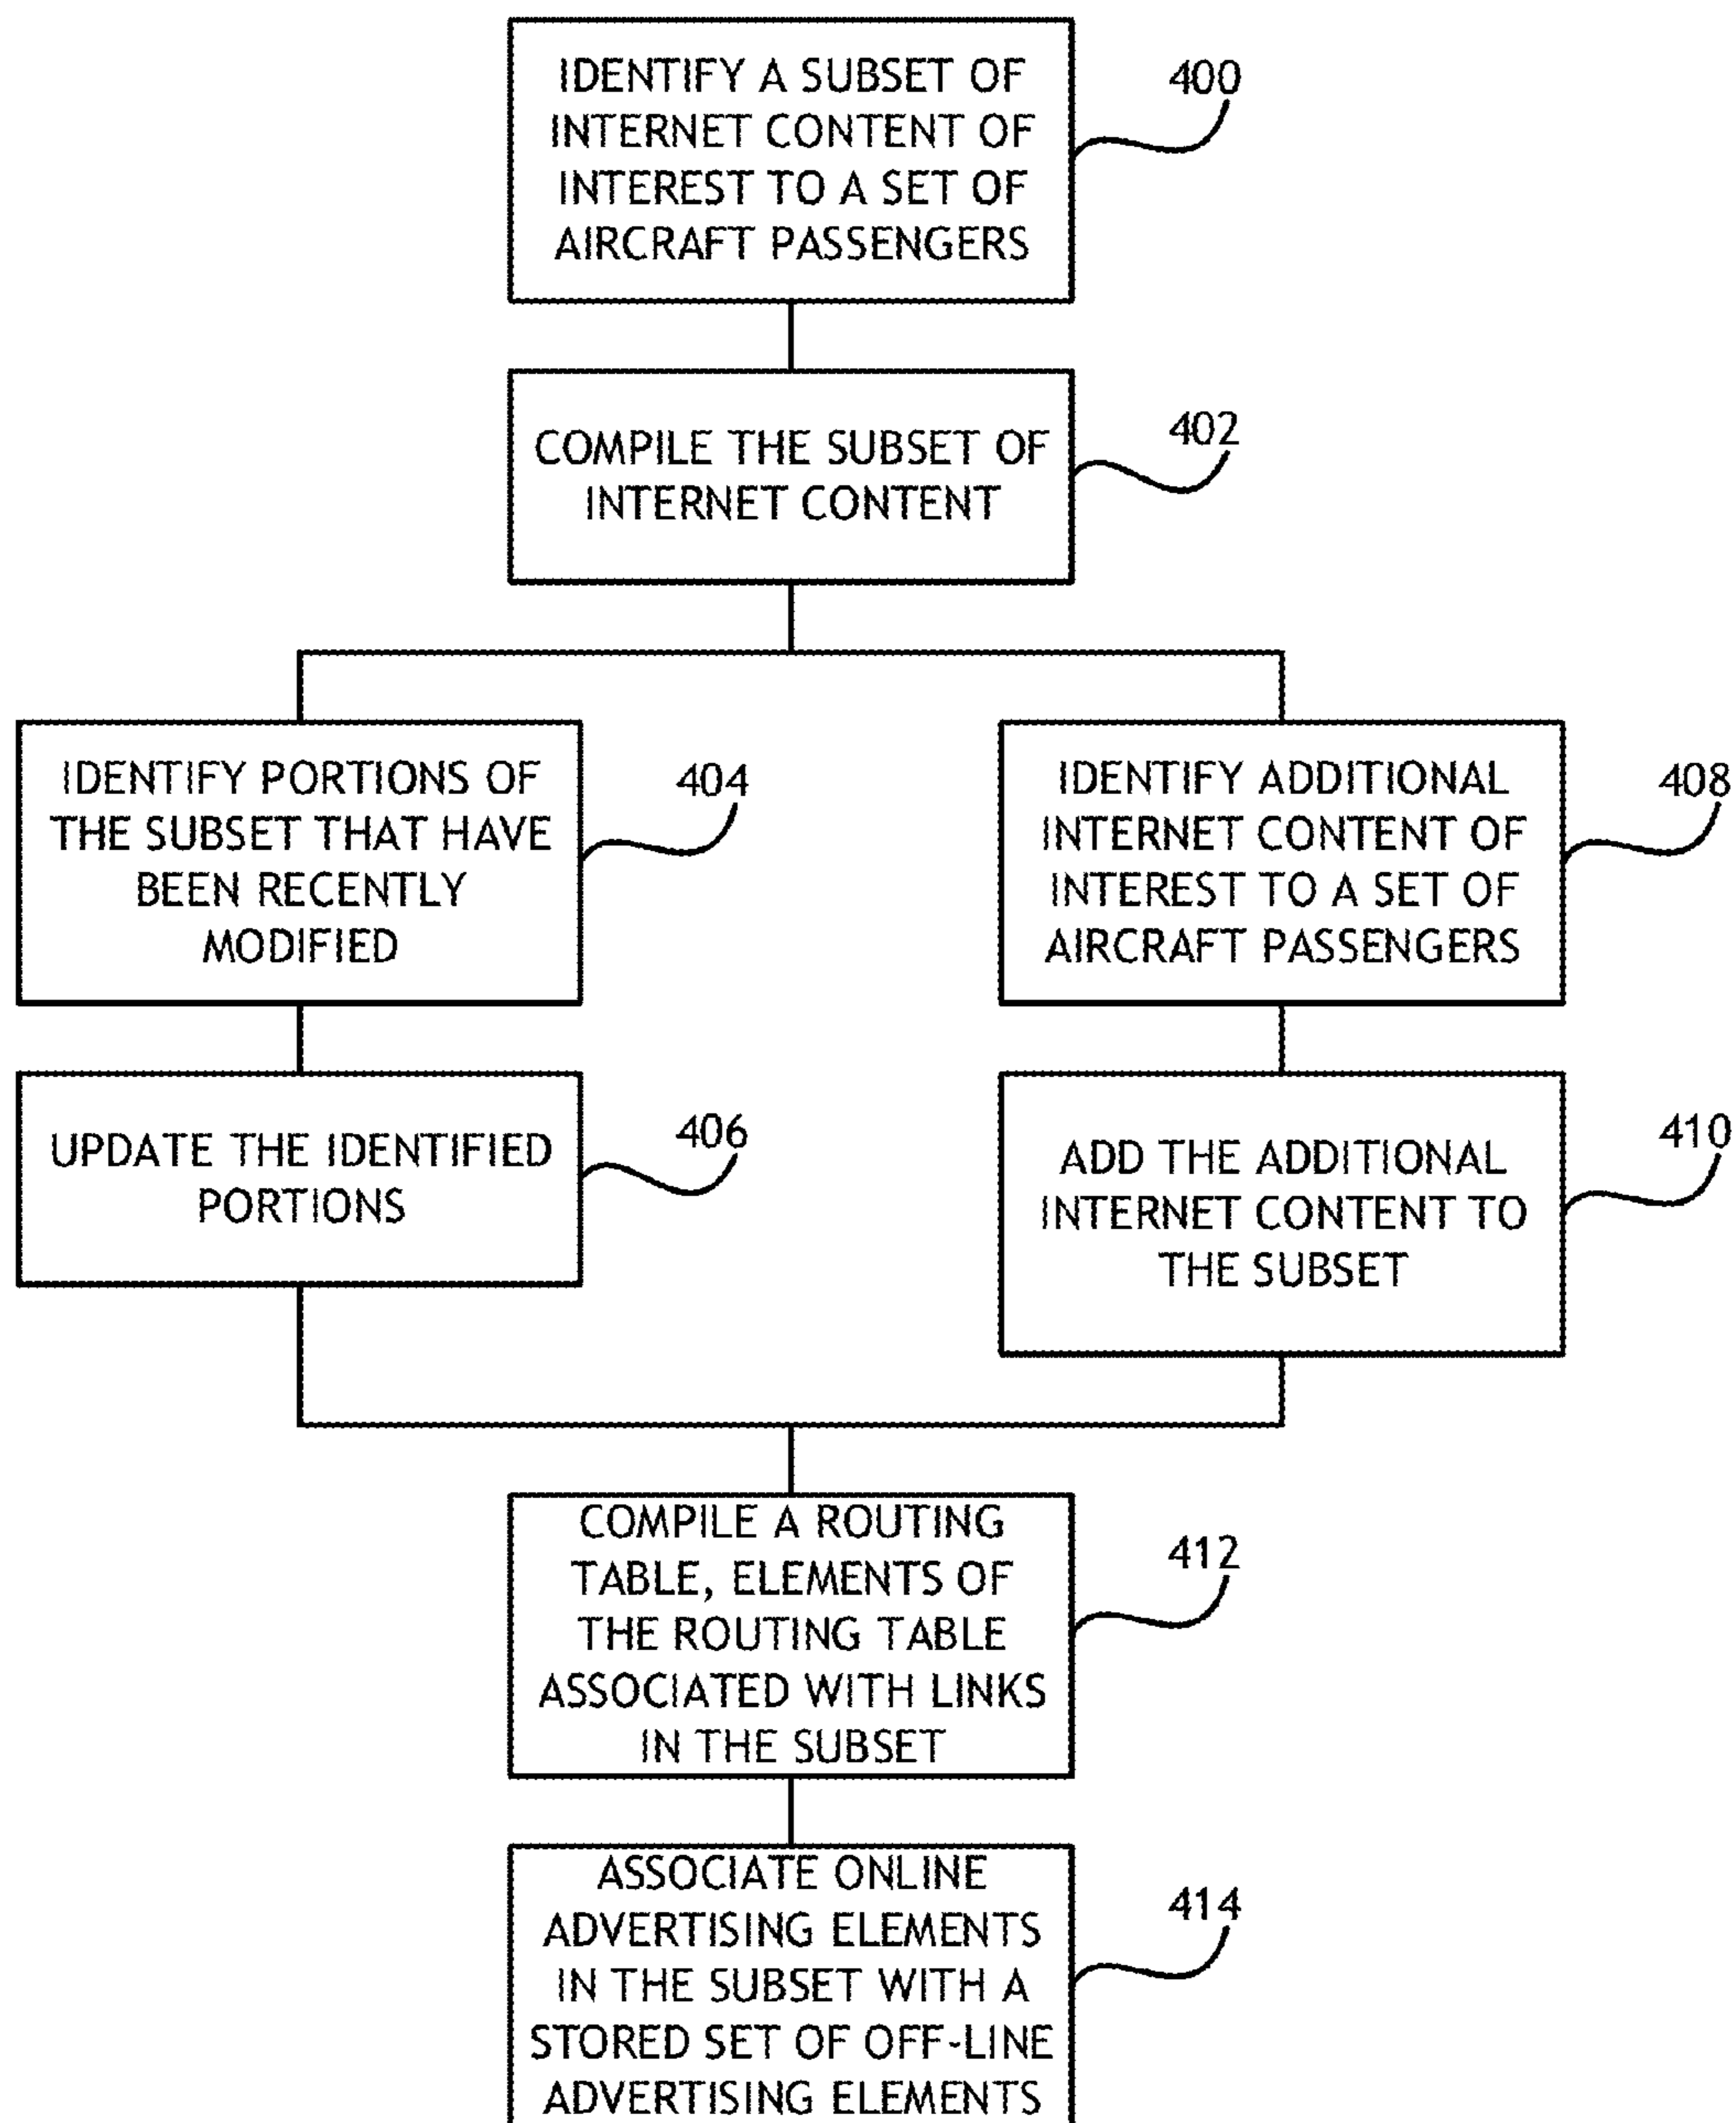 IDENTIFY A SUBSET OF
INTERNET CONTENT OF
INTEREST TO A SET OF
AIRCRAFT PASSENGERS
400
COMPILE THE SUBSET OF
INTERNET CONTENT
402
IDENTIFY PORTIONS OF
THE SUBSET THAT HAVE
BEEN RECENTLY
MODIFIED
404
UPDATE THE IDENTIFIED
PORTIONS
406
IDENTIFY ADDITIONAL
INTERNET CONTENT OF
INTEREST TO A SET OF
AIRCRAFT PASSENGERS
408
ADD THE ADDITIONAL
INTERNET CONTENT TO
THE SUBSET
410
COMPILE A ROUTING
TABLE, ELEMENTS OF
THE ROUTING TABLE
ASSOCIATED WITH LINKS
IN THE SUBSET
412
ASSOCIATE ONLINE
ADVERTISING ELEMENTS
IN THE SUBSET WITH A
STORED SET OF OFF-LINE
ADVERTISING ELEMENTS
414